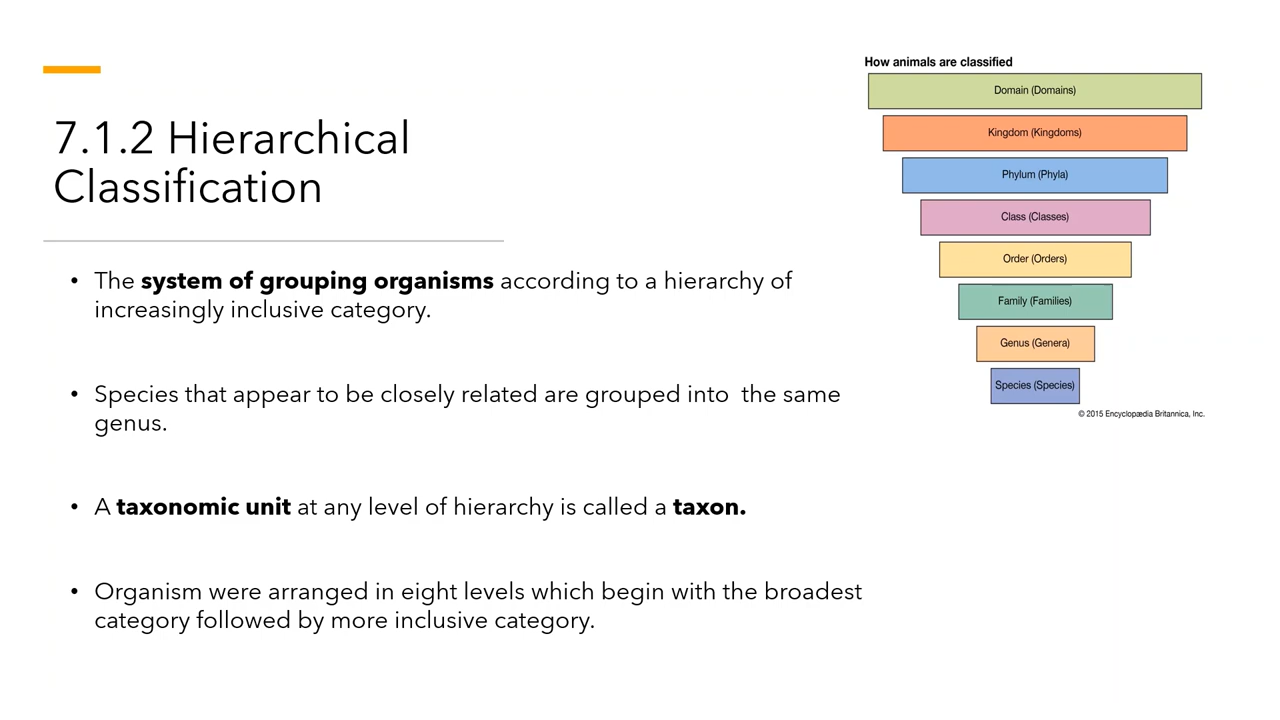 7.1.2 Hierarchical
Classification
• The system of grouping organisms according to a hierarchy of
increasingly inclusive category.
• Species that appear to be closely related are grouped into  the same
genus.
• A taxonomic unit at any level of hierarchy is called a taxon.
• Organism were arranged in eight levels which begin with the broadest
category followed by more inclusive category.
How animals are classified
Domain (Domains)
Kingdom (Kingdoms)
Phylum (Phyla)
Class (Classes)
Order (Orders)
Family (Families)
Genus (Genera)
Species (Species)
© 2015 Encyclopædia Britannica, Inc.